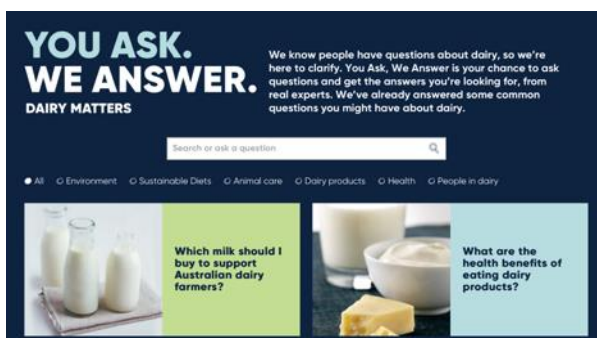 YOU ASK.
WE ANSWER.
DAIRY MATTERS
We know people have questions about dairy, so we're
here to clarify. You Ask, We Answer is your chance to ask
questions and get the answers you're looking for, from
real experts. We've already answered some common
questions you might have about dairy.
Search or ask a question
All Environment Sustainable Diets Animal care Dairy products Health People in dairy
Which milk should I
buy to support
Australian dairy
farmers?
What are the
health benefits of
eating dairy
products?